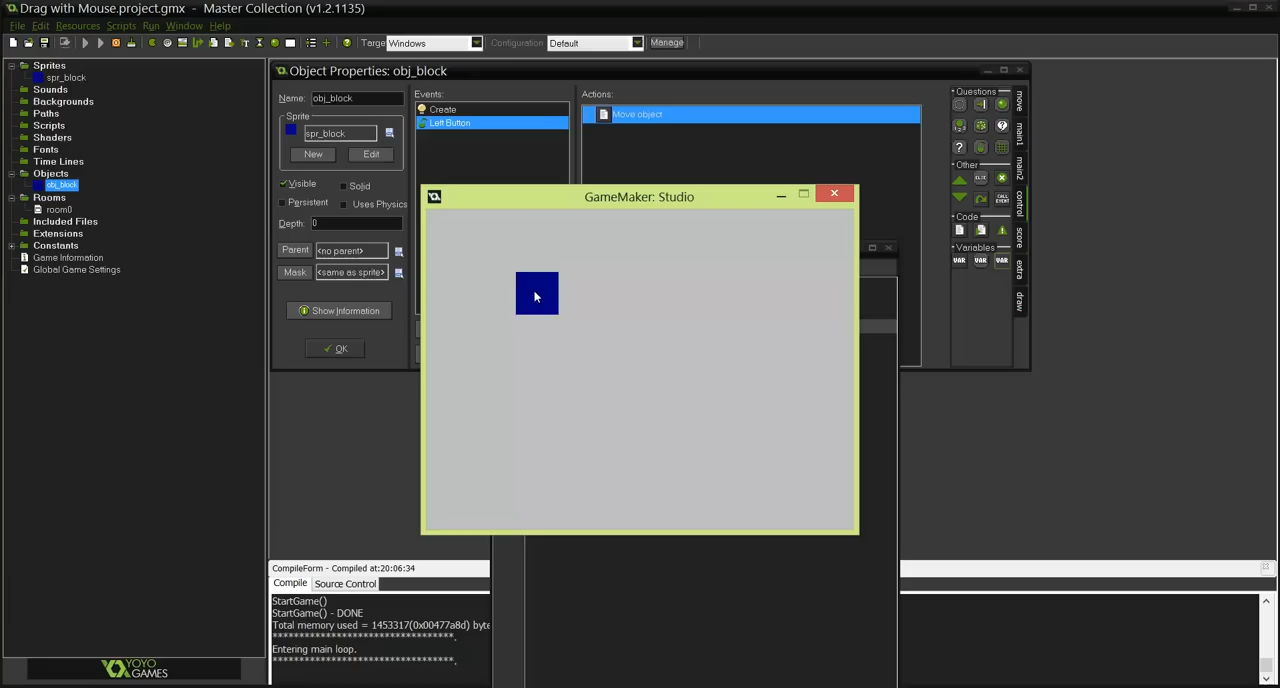 Drag with Mouse.project.gmx - Master Collection (v1.2.1135)
File Edit Resources Scripts Run Window Help
Target Windows Configuration Default Manage
Sprites
spr_block
Sounds
Backgrounds
Paths
Scripts
Shaders
Fonts
Time Lines
Objects
obj_block
Rooms
room0
Included Files
Extensions
Constants
Game Information
Global Game Settings
YOYO
GAMES
Object Properties: obj_block
Name: obj_block
Sprite
spr_block
New Edit
Visible Solid
Persistent Uses Physics
Depth: 0
Parent <no parent>
Mask <same as sprite>
Show Information
OK
Events:
Create
Left Button
Actions:
Move object
Questions
Other
ELSE
CALL
EVENT
Code
Variables
VAR VAR VAR
move
main1
main2
control
score
extra
draw
GameMaker: Studio
CompileForm - Compiled at:20:06:34
Compile Source Control
StartGame()
StartGame() - DONE
Total memory used = 1453317(0x00477a8d) byte
**********************************.
Entering main loop.
**********************************.